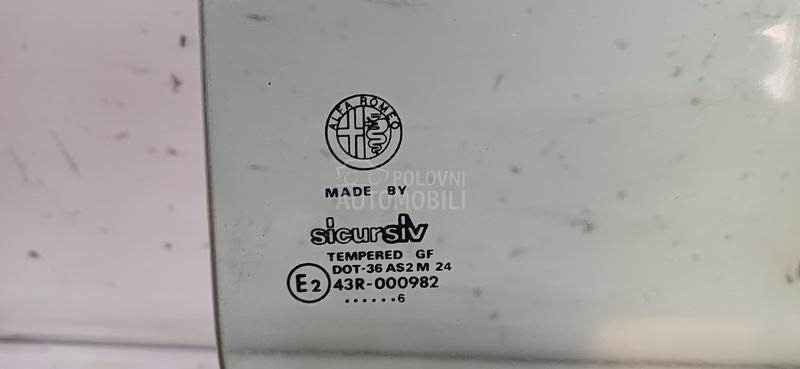 ALFA ROMEO
MADE BY
POLOVNI
AUTOMOBILI
sicursiv
TEMPERED GF
DOT-36 AS2 M 24
E2 43R-000982
......6